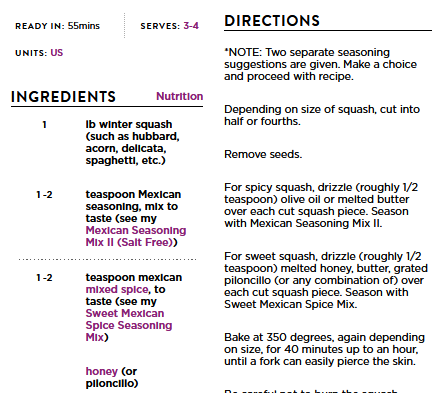 READY IN: 55mins
SERVES: 3-4
UNITS: US
INGREDIENTS
Nutrition
1 lb winter squash
(such as hubbard,
acorn, delicata,
spaghetti, etc.)
1-2 teaspoon Mexican
seasoning, mix to
taste (see my
Mexican Seasoning
Mix II (Salt Free))
1-2 teaspoon mexican
mixed spice, to
taste (see my
Sweet Mexican
Spice Seasoning
Mix)
honey (or
piloncillo)
DIRECTIONS
*NOTE: Two separate seasoning
suggestions are given. Make a choice
and proceed with recipe.
Depending on size of squash, cut into
half or fourths.
Remove seeds.
For spicy squash, drizzle (roughly 1/2
teaspoon) olive oil or melted butter
over each cut squash piece. Season
with Mexican Seasoning Mix II.
For sweet squash, drizzle (roughly 1/2
teaspoon) melted honey, butter, grated
piloncillo (or any combination of) over
each cut squash piece. Season with
Sweet Mexican Spice Mix.
Bake at 350 degrees, again depending
on size, for 40 minutes up to an hour,
until a fork can easily pierce the skin.
Be careful not to burn the squash